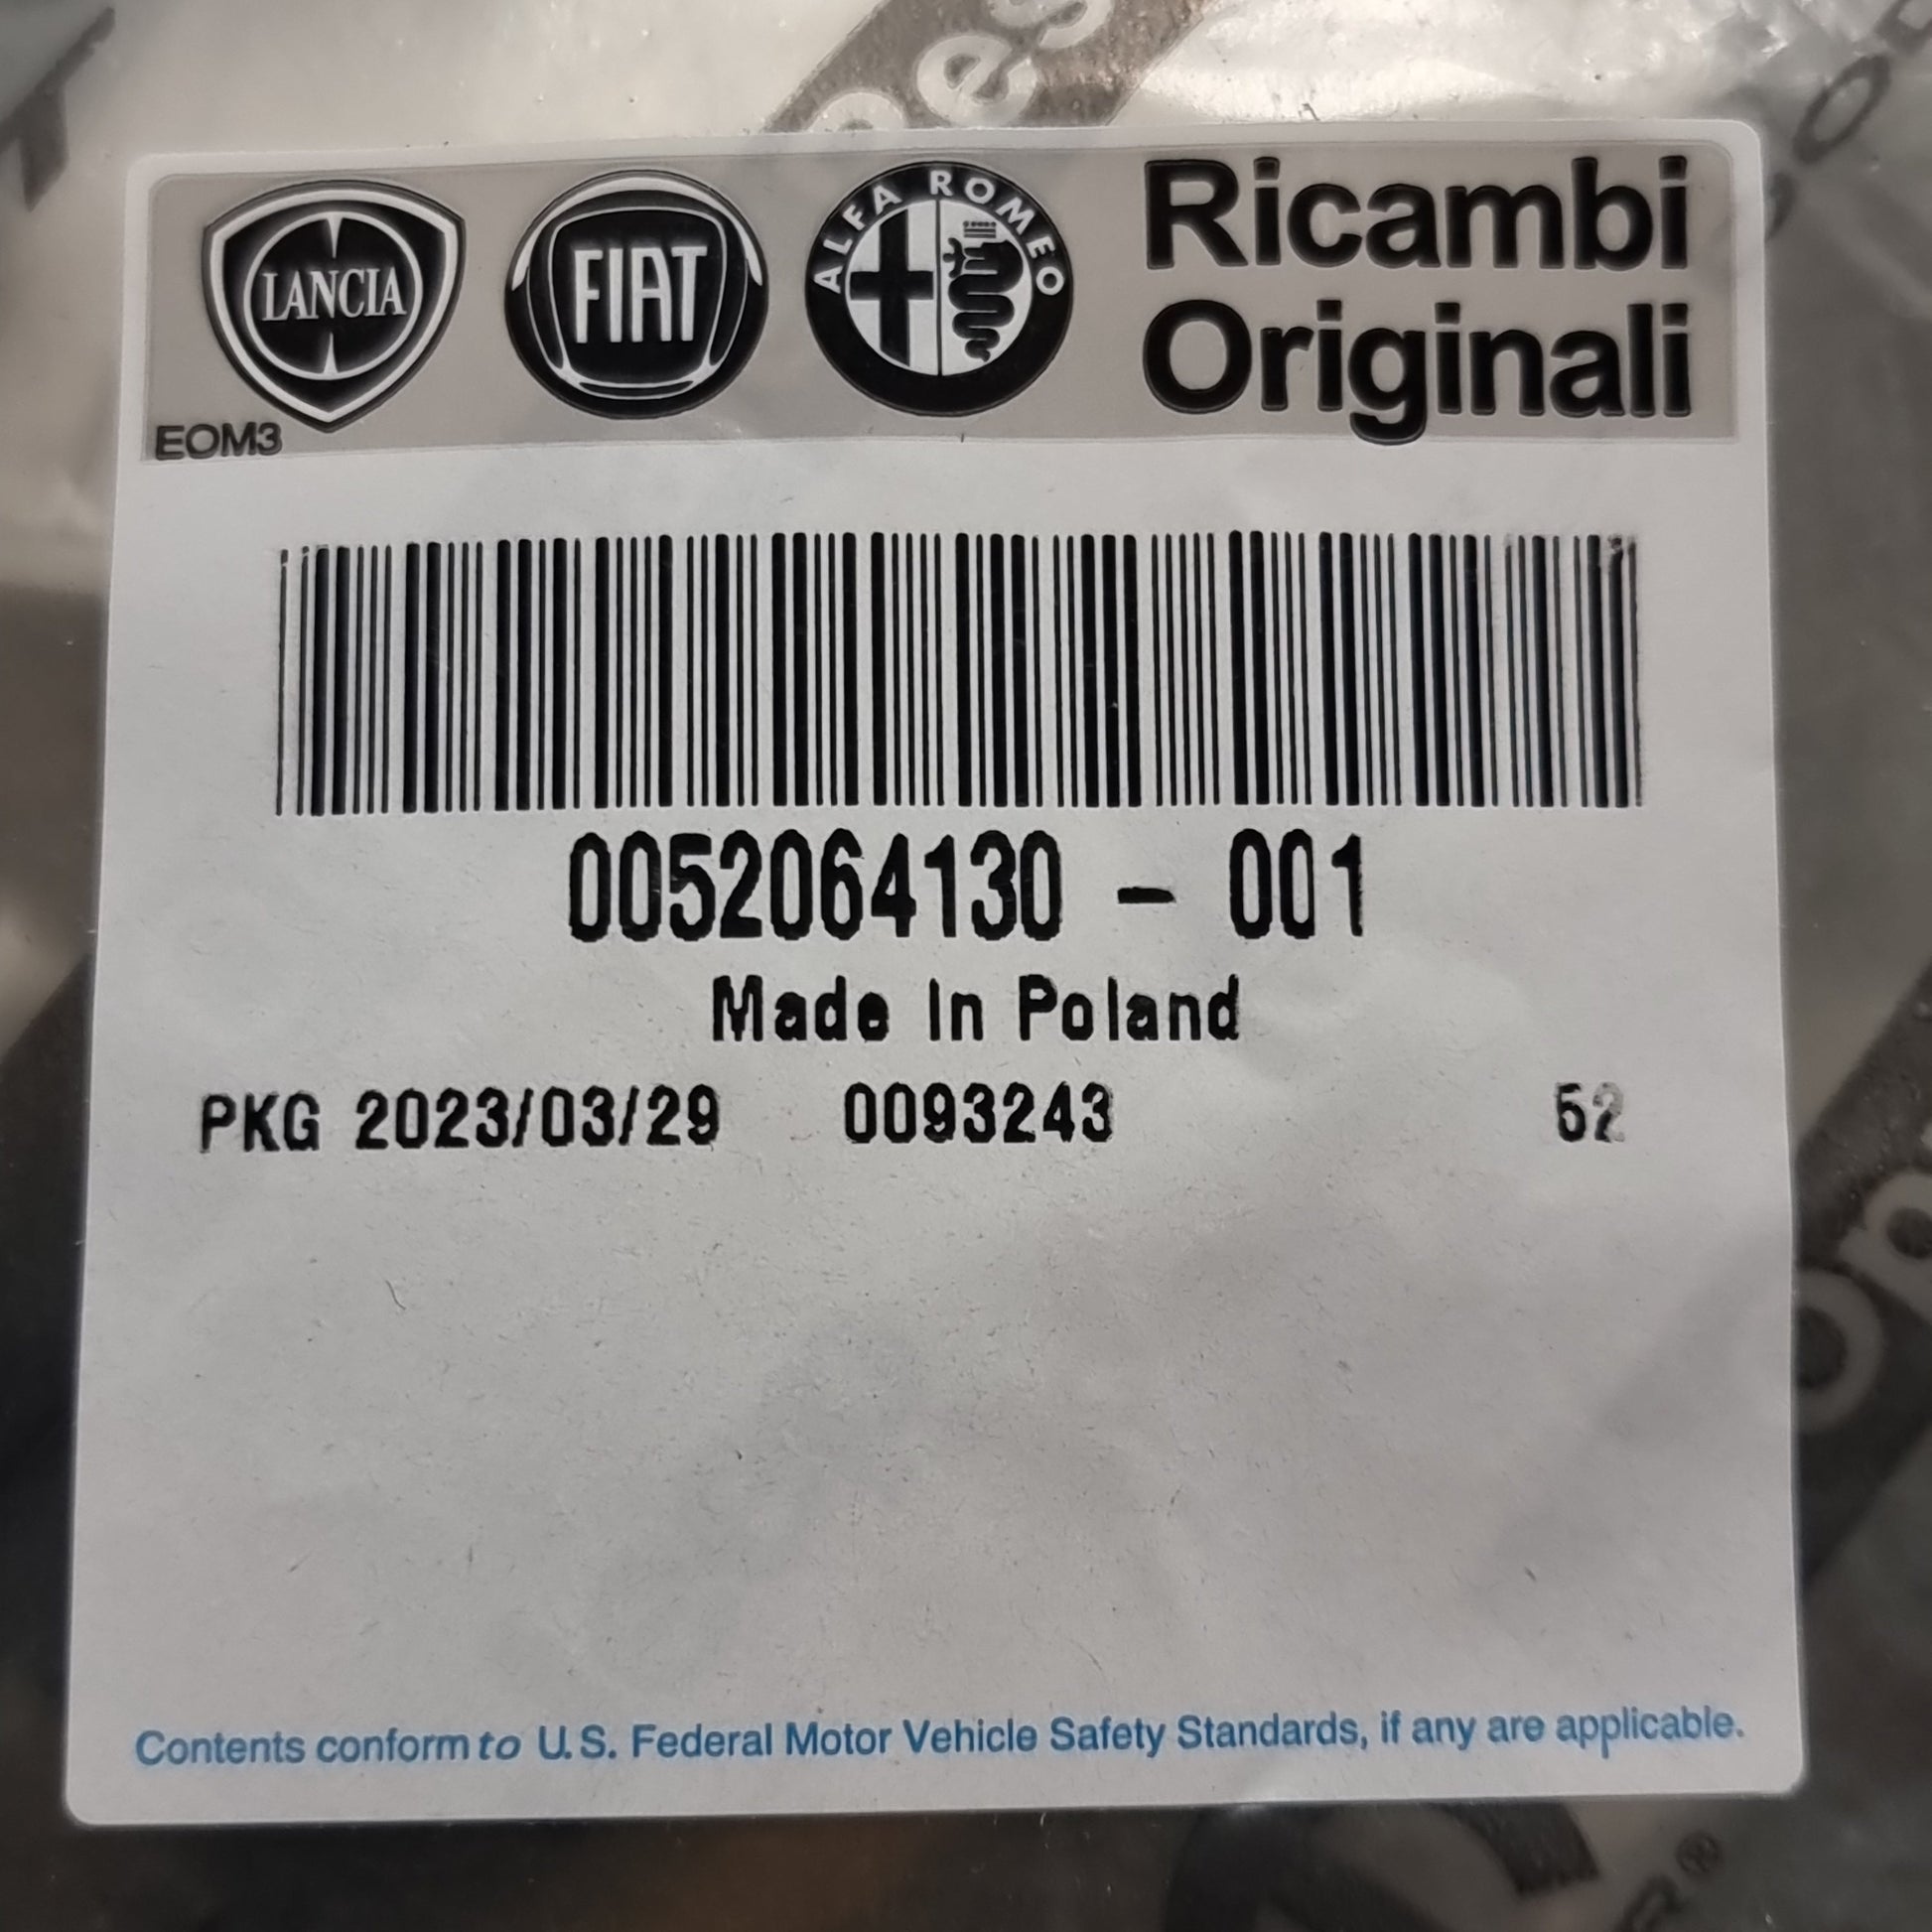 LANCIA
FIAT
ALFA ROMEO
Ricambi
Originali
EOM3
0052064130 - 001
Made In Poland
PKG 2023/03/29 0093243 52
Contents conform to U.S. Federal Motor Vehicle Safety Standards, if any are applicable.